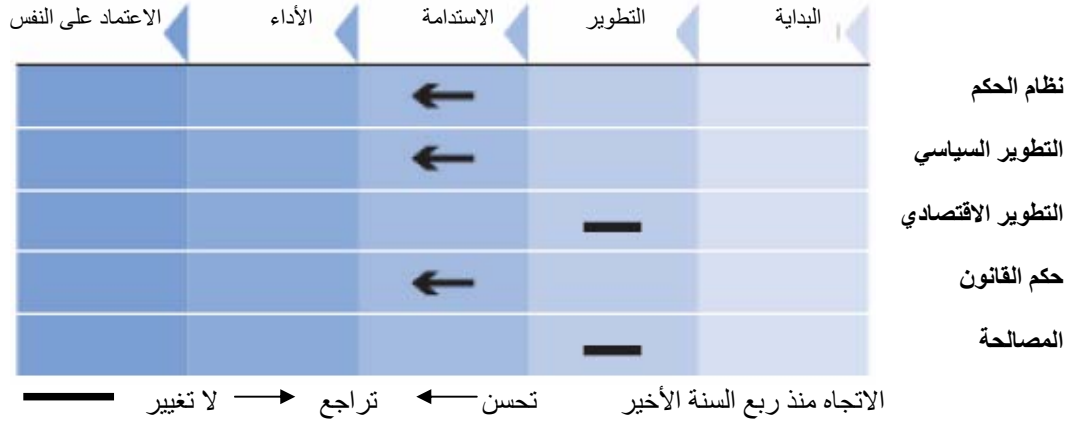 البداية التطوير الاستدامة الأداء الاعتماد على النفس
نظام الحكم
التطوير السياسي
التطوير الاقتصادي
حكم القانون
المصالحة
الاتجاه منذ ربع السنة الأخير تحسن تراجع لا تغيير